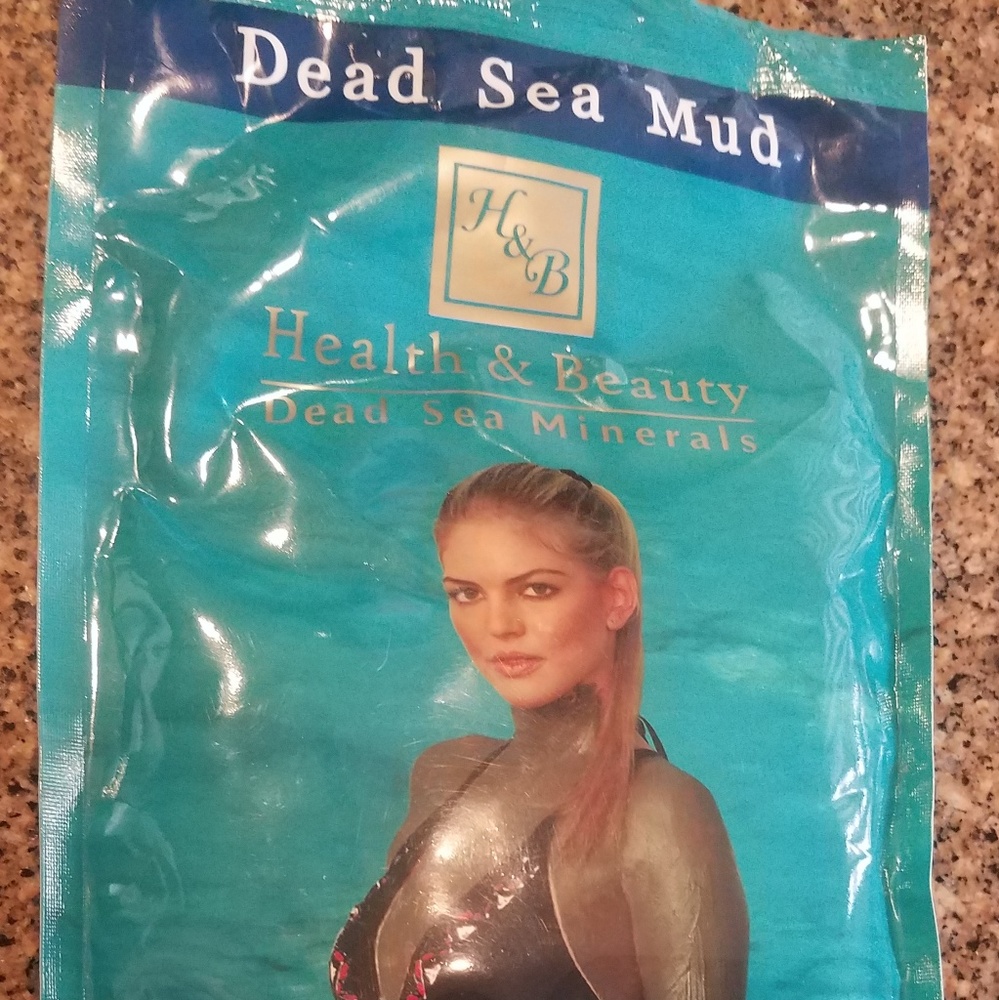 Dead Sea Mud
H&B
Health & Beauty
Dead Sea Minerals